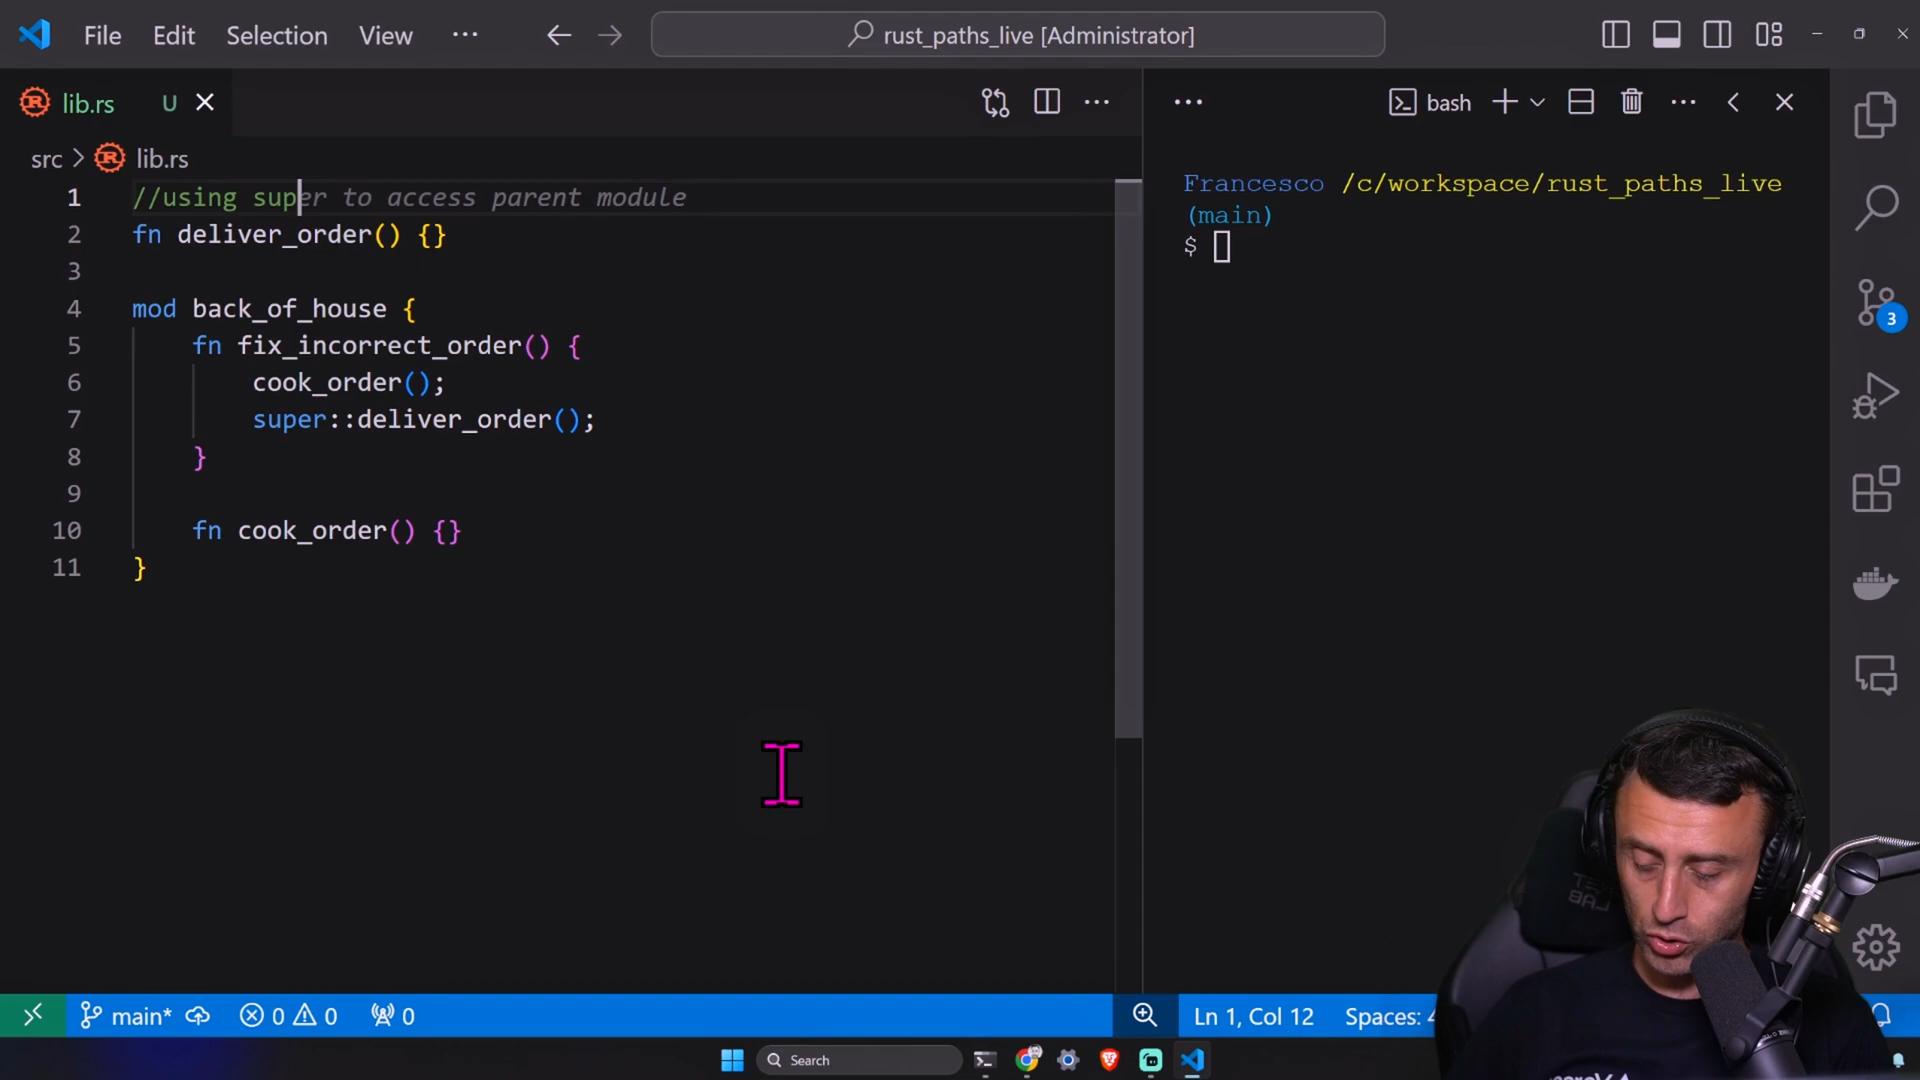 File Edit Selection View ··· rust_paths_live [Administrator]
lib.rs U
bash
src > lib.rs
1 //using super to access parent module
2 fn deliver_order() {}
3
4 mod back_of_house {
5 fn fix_incorrect_order() {
6 cook_order();
7 super::deliver_order();
8 }
9
10 fn cook_order() {}
11 }
Francesco /c/workspace/rust_paths_live
(main)
$
3
main* 0 0 0 Ln 1, Col 12 Spaces:
Search